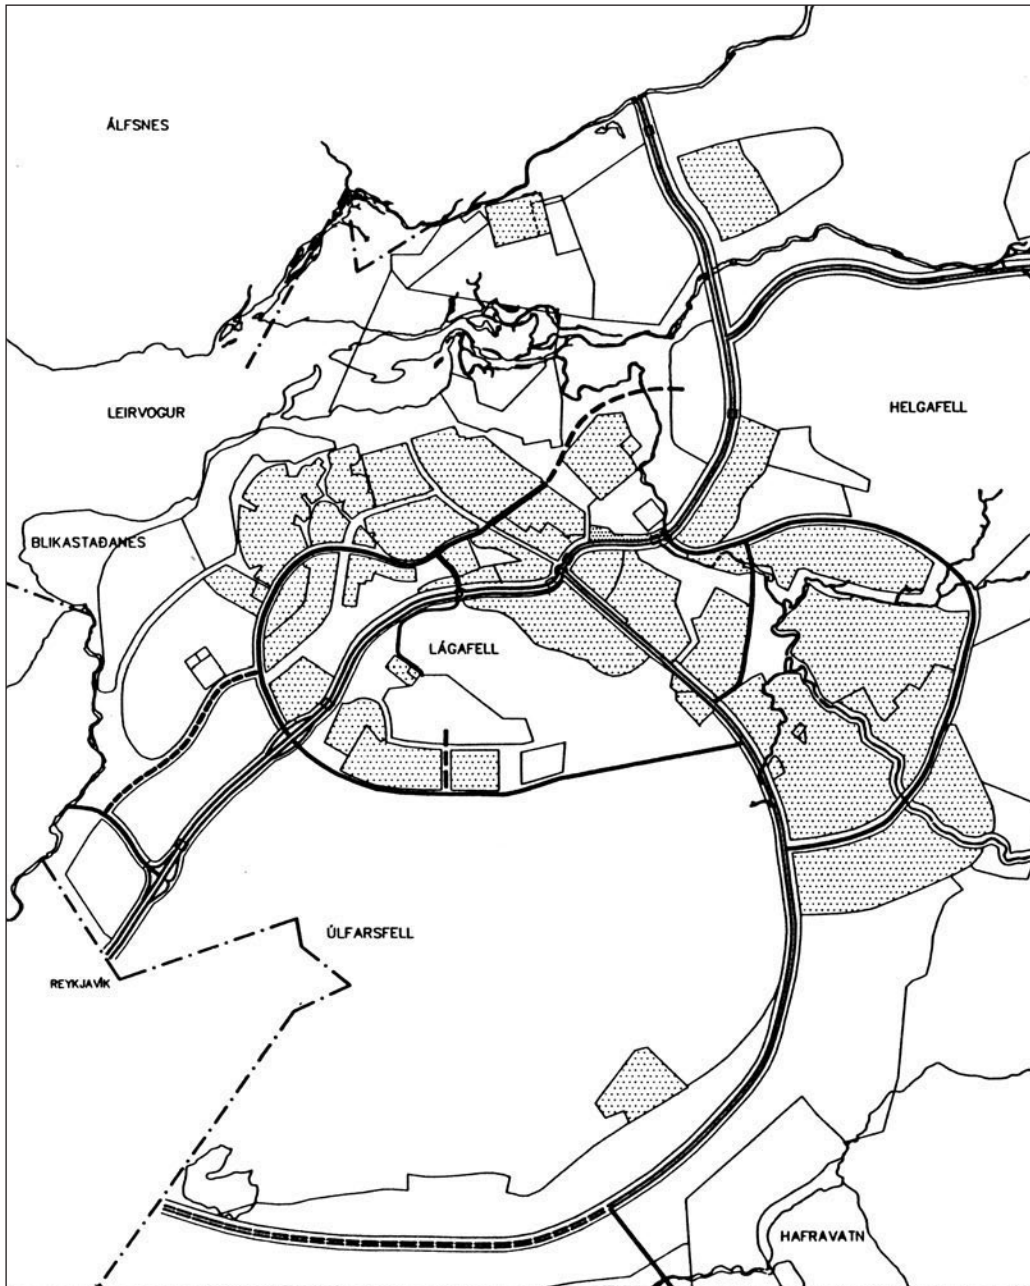 ÁLFSNES
LEIRVOGUR
HELGAFELL
BLIKASTAÐANES
LÁGAFELL
ÚLFARSFELL
REYKJAVÍK
HAFRAVATN